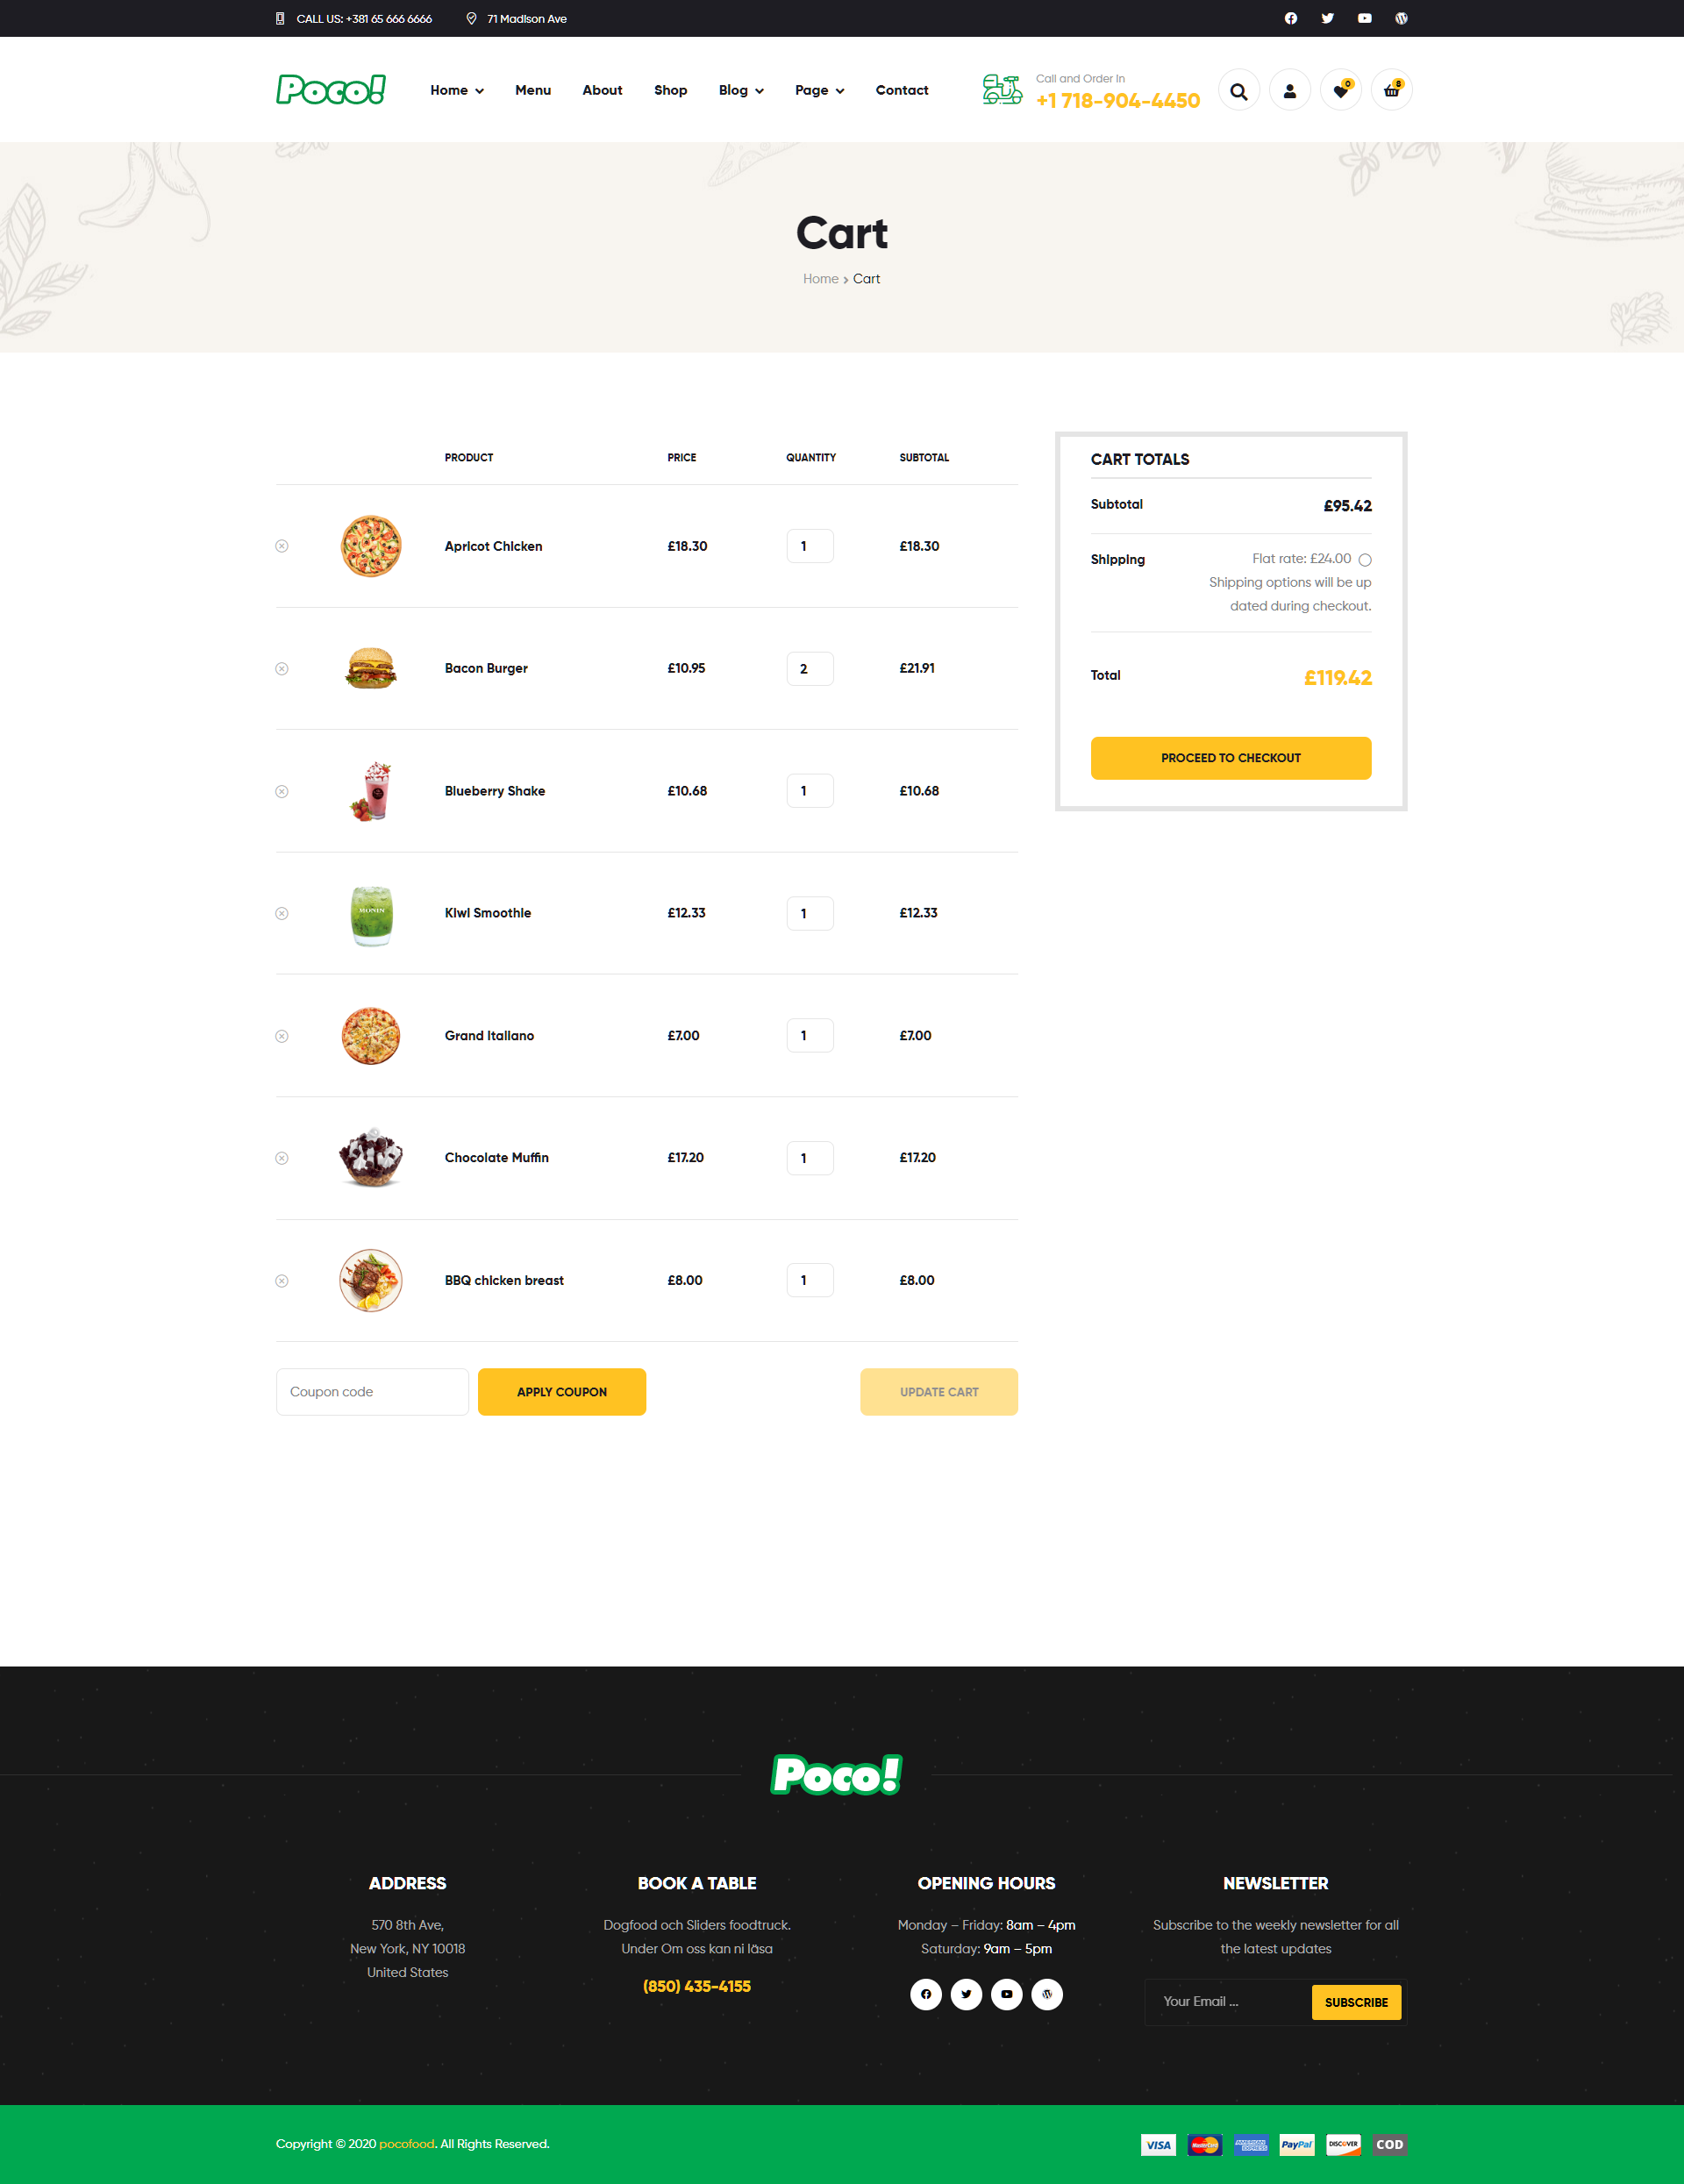 CALL US: +381 65 666 6666 71 Madison Ave
Poco!
Home Menu About Shop Blog Page Contact
Call and Order In
+1 718-904-4450
0
8
Cart
Home > Cart
PRODUCT PRICE QUANTITY SUBTOTAL
Apricot Chicken £18.30 1 £18.30
Bacon Burger £10.95 2 £21.91
Blueberry Shake £10.68 1 £10.68
MONIN
Kiwi Smoothie £12.33 1 £12.33
Grand Italiano £7.00 1 £7.00
Chocolate Muffin £17.20 1 £17.20
BBQ chicken breast £8.00 1 £8.00
Coupon code APPLY COUPON UPDATE CART
CART TOTALS
Subtotal £95.42
Shipping Flat rate: £24.00
Shipping options will be up
dated during checkout.
Total £119.42
PROCEED TO CHECKOUT
Poco!
ADDRESS
570 8th Ave,
New York, NY 10018
United States
BOOK A TABLE
Dogfood och Sliders foodtruck.
Under Om oss kan ni läsa
(850) 435-4155
OPENING HOURS
Monday – Friday: 8am – 4pm
Saturday: 9am – 5pm
NEWSLETTER
Subscribe to the weekly newsletter for all
the latest updates
Your Email ... SUBSCRIBE
Copyright © 2020 pocofood. All Rights Reserved.
VISA MasterCard AMERICAN EXPRESS PayPal DISCOVER COD